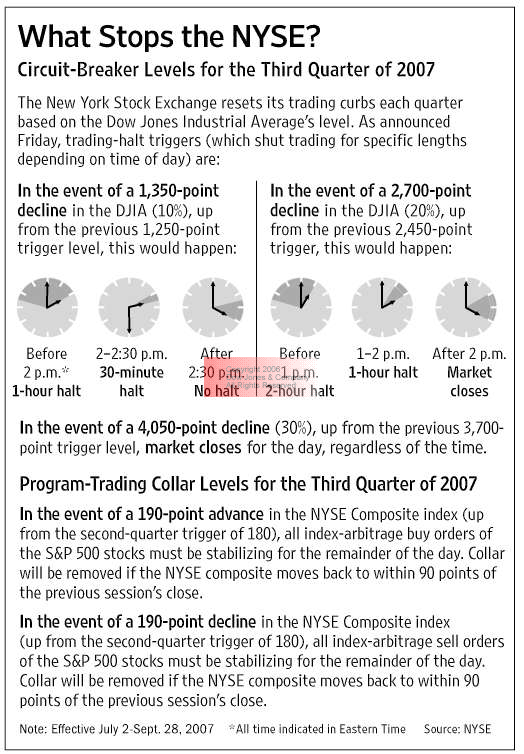 What Stops the NYSE?
Circuit-Breaker Levels for the Third Quarter of 2007
The New York Stock Exchange resets its trading curbs each quarter
based on the Dow Jones Industrial Average's level. As announced
Friday, trading-halt triggers (which shut trading for specific lengths
depending on time of day) are:
In the event of a 1,350-point
decline in the DJIA (10%), up
from the previous 1,250-point
trigger level, this would happen:
Before
2 p.m.*
1-hour halt
2–2:30 p.m.
30-minute
halt
After
2:30 p.m.
No halt
In the event of a 2,700-point
decline in the DJIA (20%), up
from the previous 2,450-point
trigger, this would happen:
Before
1 p.m.
2-hour halt
1–2 p.m.
1-hour halt
After 2 p.m.
Market
closes
Copyright 2006
Dow Jones & Company
All Rights Reserved
In the event of a 4,050-point decline (30%), up from the previous 3,700-
point trigger level, market closes for the day, regardless of the time.
Program-Trading Collar Levels for the Third Quarter of 2007
In the event of a 190-point advance in the NYSE Composite index (up
from the second-quarter trigger of 180), all index-arbitrage buy orders of
the S&P 500 stocks must be stabilizing for the remainder of the day. Collar
will be removed if the NYSE composite moves back to within 90 points of
the previous session's close.
In the event of a 190-point decline in the NYSE Composite index
(up from the second-quarter trigger of 180), all index-arbitrage sell orders
of the S&P 500 stocks must be stabilizing for the remainder of the day.
Collar will be removed if the NYSE composite moves back to within 90
points of the previous session's close.
Note: Effective July 2-Sept. 28, 2007 *All time indicated in Eastern Time Source: NYSE